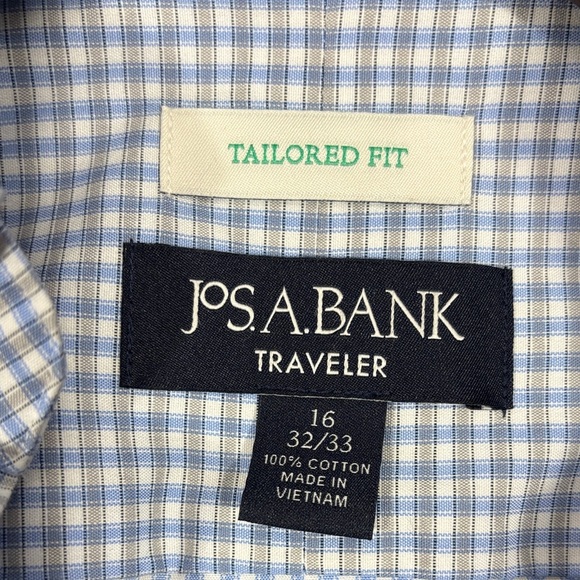 TAILORED FIT
JOS.A.BANK
TRAVELER
16
32/33
100% COTTON
MADE IN
VIETNAM